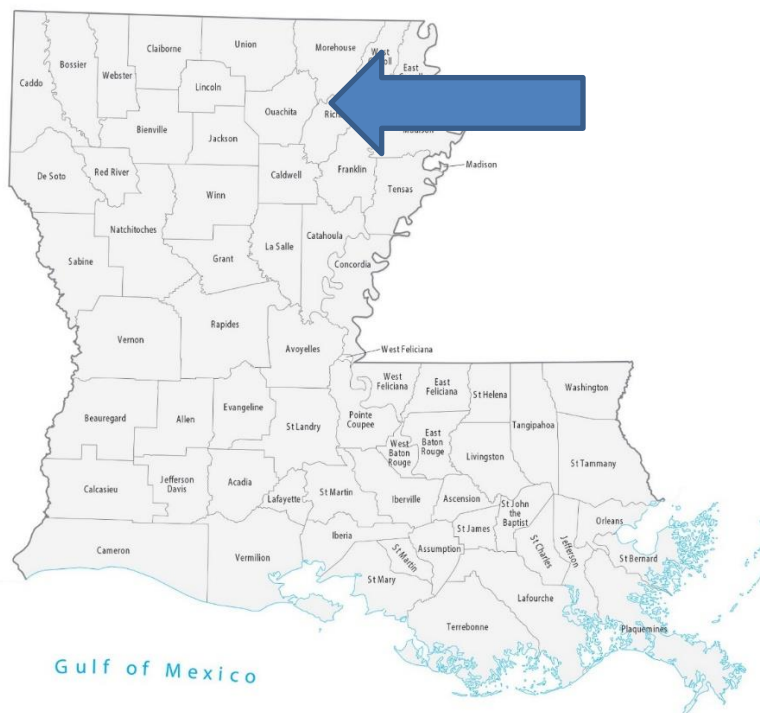 Claiborne
Union
Morehouse
West
East
Bossier
Webster
Caddo
Lincoln
Ouachita
Bienville
Jackson
Madison
De Soto
Red River
Caldwell
Franklin
Winn
Tensas
Natchitoches
La Salle
Catahoula
Sabine
Grant
Concordia
Rapides
Vernon
Avoyelles
West Feliciana
West
Feliciana
East
Feliciana
St Helena
Washington
Tangipahoa
Beauregard
Allen
Evangeline
St Landry
Pointe
Coupee
West
Baton
Rouge
East
Baton
Rouge
Livingston
St Tammany
Calcasieu
Jefferson
Davis
Acadia
Lafayette
St Martin
Iberville
Ascension
St John
the
Baptist
Orleans
St James
Cameron
Vermilion
Iberia
St Martin
Assumption
St Charles
Jefferson
St Bernard
St Mary
Lafourche
Terrebonne
Plaquemines
Gulf of Mexico